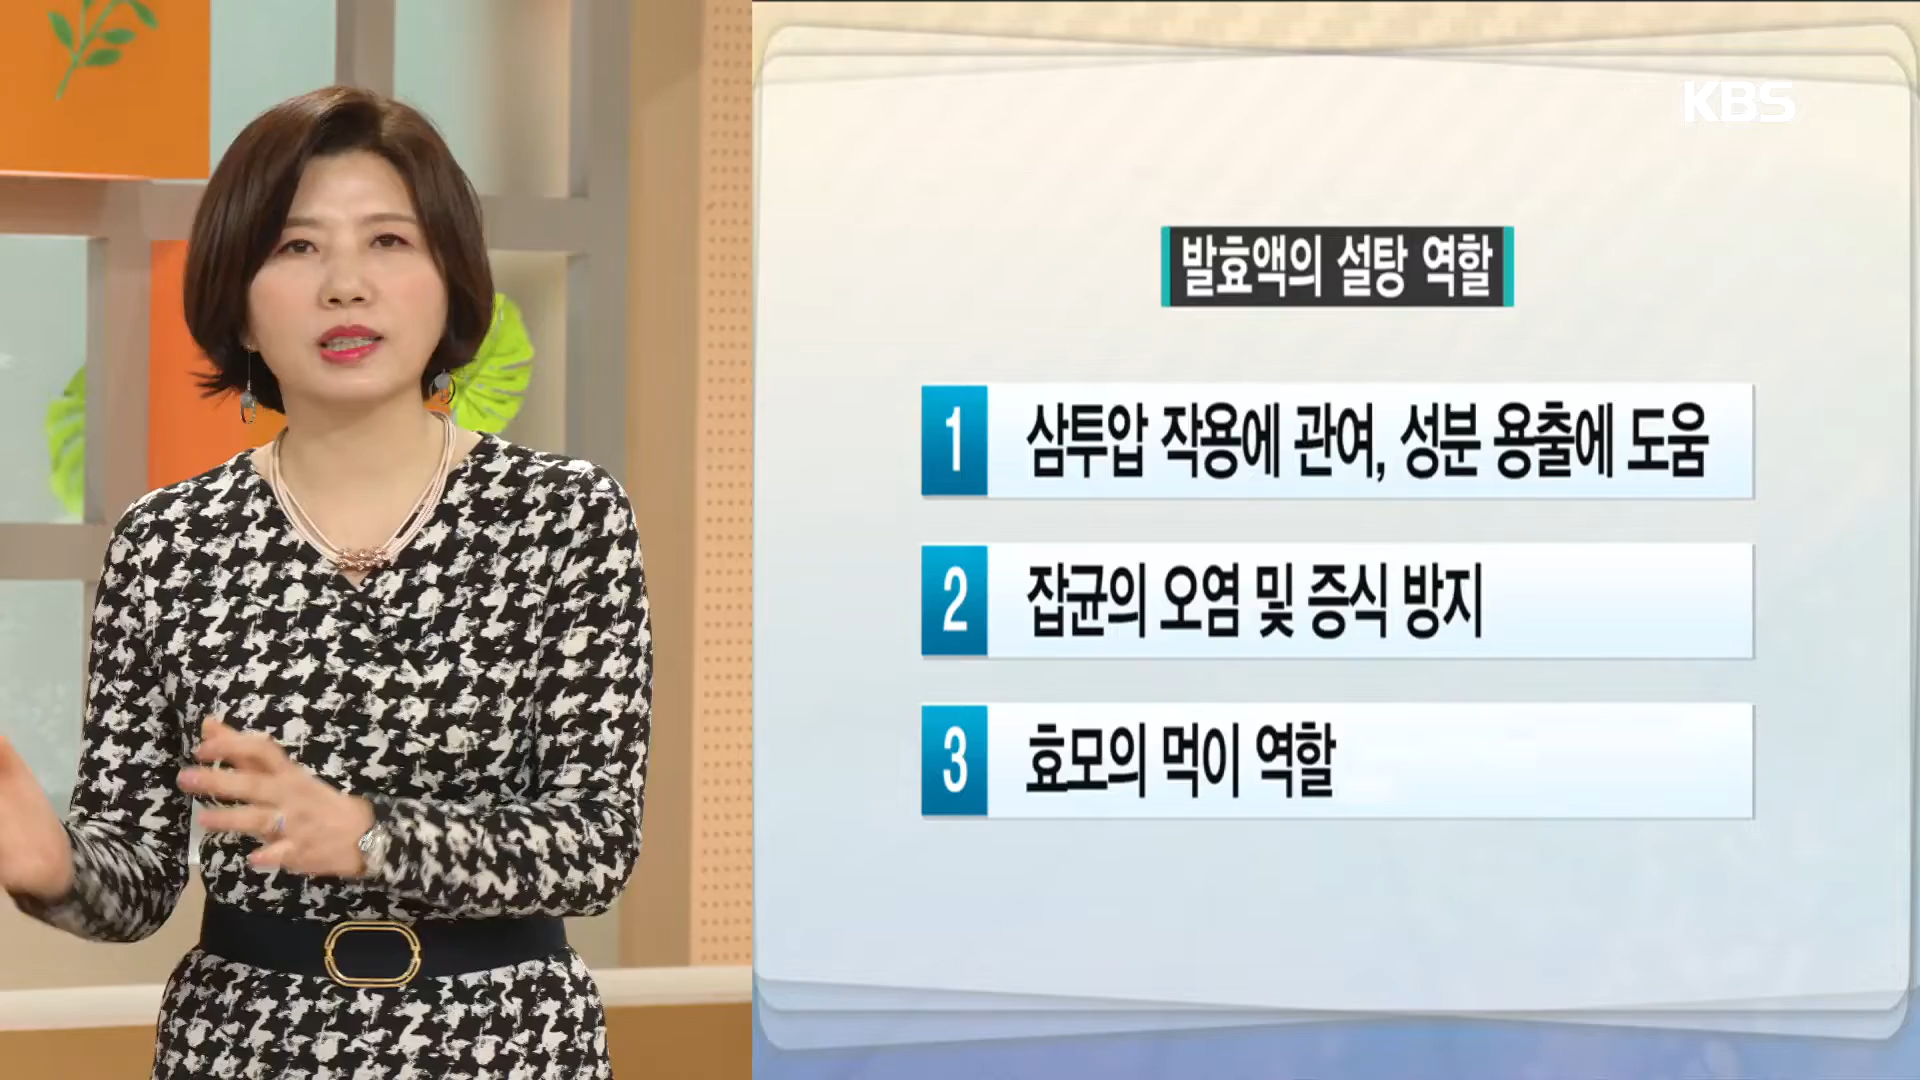 KBS
발효액의 설탕 역할
1 삼투압 작용에 관여, 성분 용출에 도움
2 잡균의 오염 및 증식 방지
3 효모의 먹이 역할